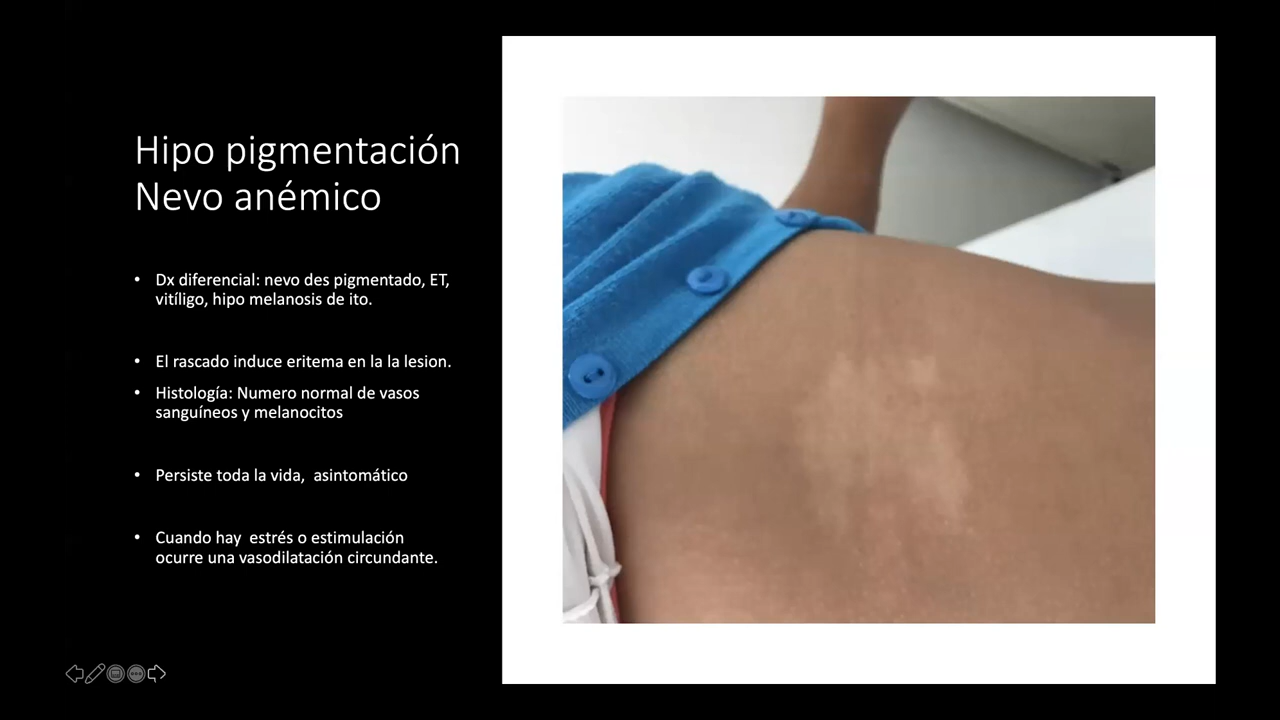 Hipo pigmentación
Nevo anémico
• Dx diferencial: nevo des pigmentado, ET,
vitíligo, hipo melanosis de ito.
• El rascado induce eritema en la la lesion.
• Histología: Numero normal de vasos
sanguíneos y melanocitos
• Persiste toda la vida, asintomático
• Cuando hay estrés o estimulación
ocurre una vasodilatación circundante.